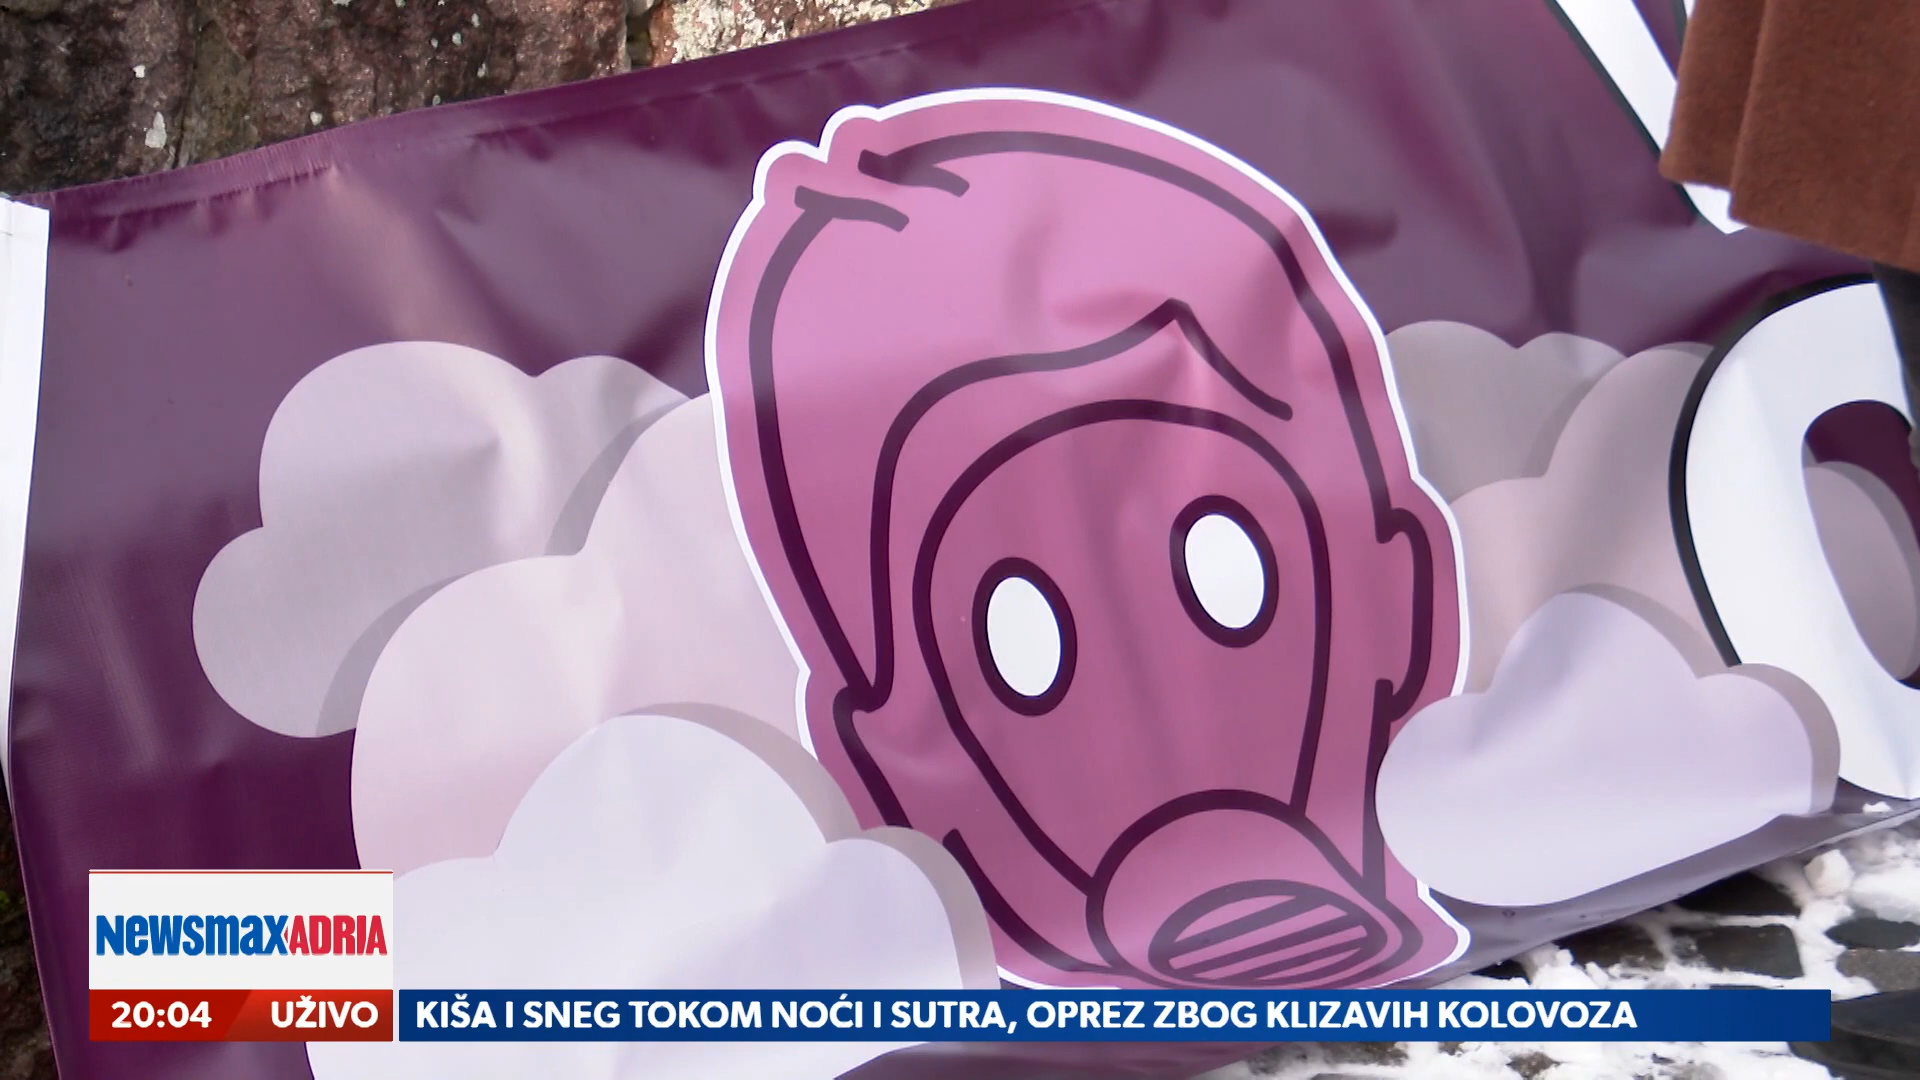 NEWSMAX ADRIA
20:04 UŽIVO
KIŠA I SNEG TOKOM NOĆI I SUTRA, OPREZ ZBOG KLIZAVIH KOLOVOZA